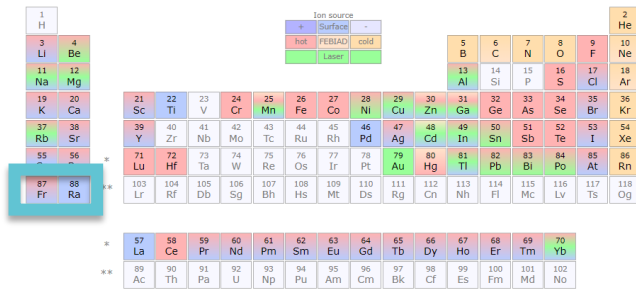 1 2
H He
Ion source
+ Surface -
hot FEBIAD cold
Laser
3 4 5 6 7 8 9 10
Li Be B C N O F Ne
11 12 13 14 15 16 17 18
Na Mg Al Si P S Cl Ar
19 20 21 22 23 24 25 26 27 28 29 30 31 32 33 34 35 36
K Ca Sc Ti V Cr Mn Fe Co Ni Cu Zn Ga Ge As Se Br Kr
37 38 39 40 41 42 43 44 45 46 47 48 49 50 51 52 53 54
Rb Sr Y Zr Nb Mo Tc Ru Rh Pd Ag Cd In Sn Sb Te I Xe
55 56 * 71 72 73 74 75 76 77 78 79 80 81 82 83 84 85 86
Lu Hf Ta W Re Os Ir Pt Au Hg Tl Pb Bi Po At Rn
87 88 ** 103 104 105 106 107 108 109 110 111 112 113 114 115 116 117 118
Fr Ra Lr Rf Db Sg Bh Hs Mt Ds Rg Cn Nh Fl Mc Lv Ts Og
* 57 58 59 60 61 62 63 64 65 66 67 68 69 70
La Ce Pr Nd Pm Sm Eu Gd Tb Dy Ho Er Tm Yb
** 89 90 91 92 93 94 95 96 97 98 99 100 101 102
Ac Th Pa U Np Pu Am Cm Bk Cf Es Fm Md No